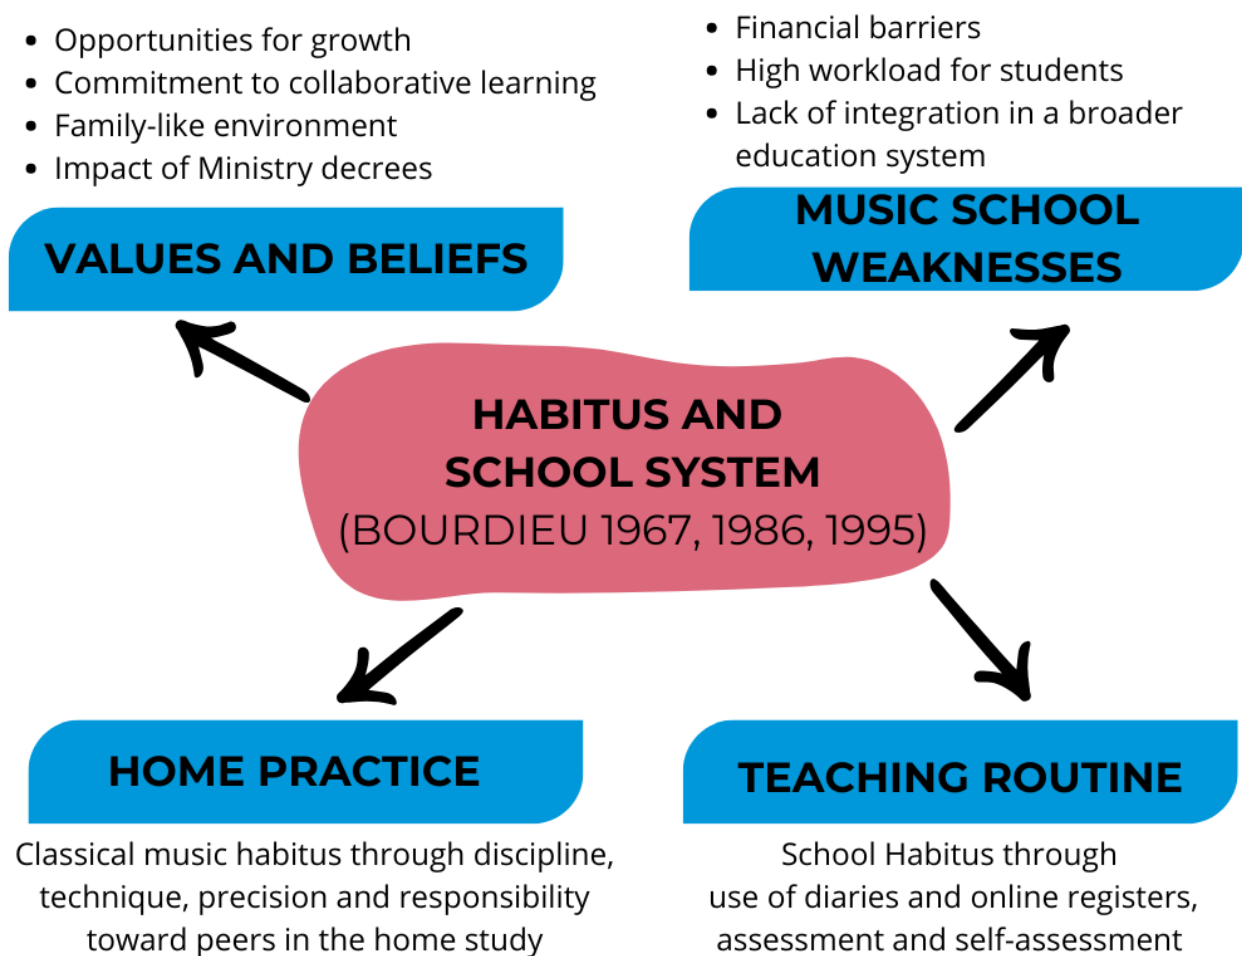 • Opportunities for growth
• Commitment to collaborative learning
• Family-like environment
• Impact of Ministry decrees
VALUES AND BELIEFS
• Financial barriers
• High workload for students
• Lack of integration in a broader
education system
MUSIC SCHOOL
WEAKNESSES
HABITUS AND
SCHOOL SYSTEM
(BOURDIEU 1967, 1986, 1995)
HOME PRACTICE
Classical music habitus through discipline,
technique, precision and responsibility
toward peers in the home study
TEACHING ROUTINE
School Habitus through
use of diaries and online registers,
assessment and self-assessment